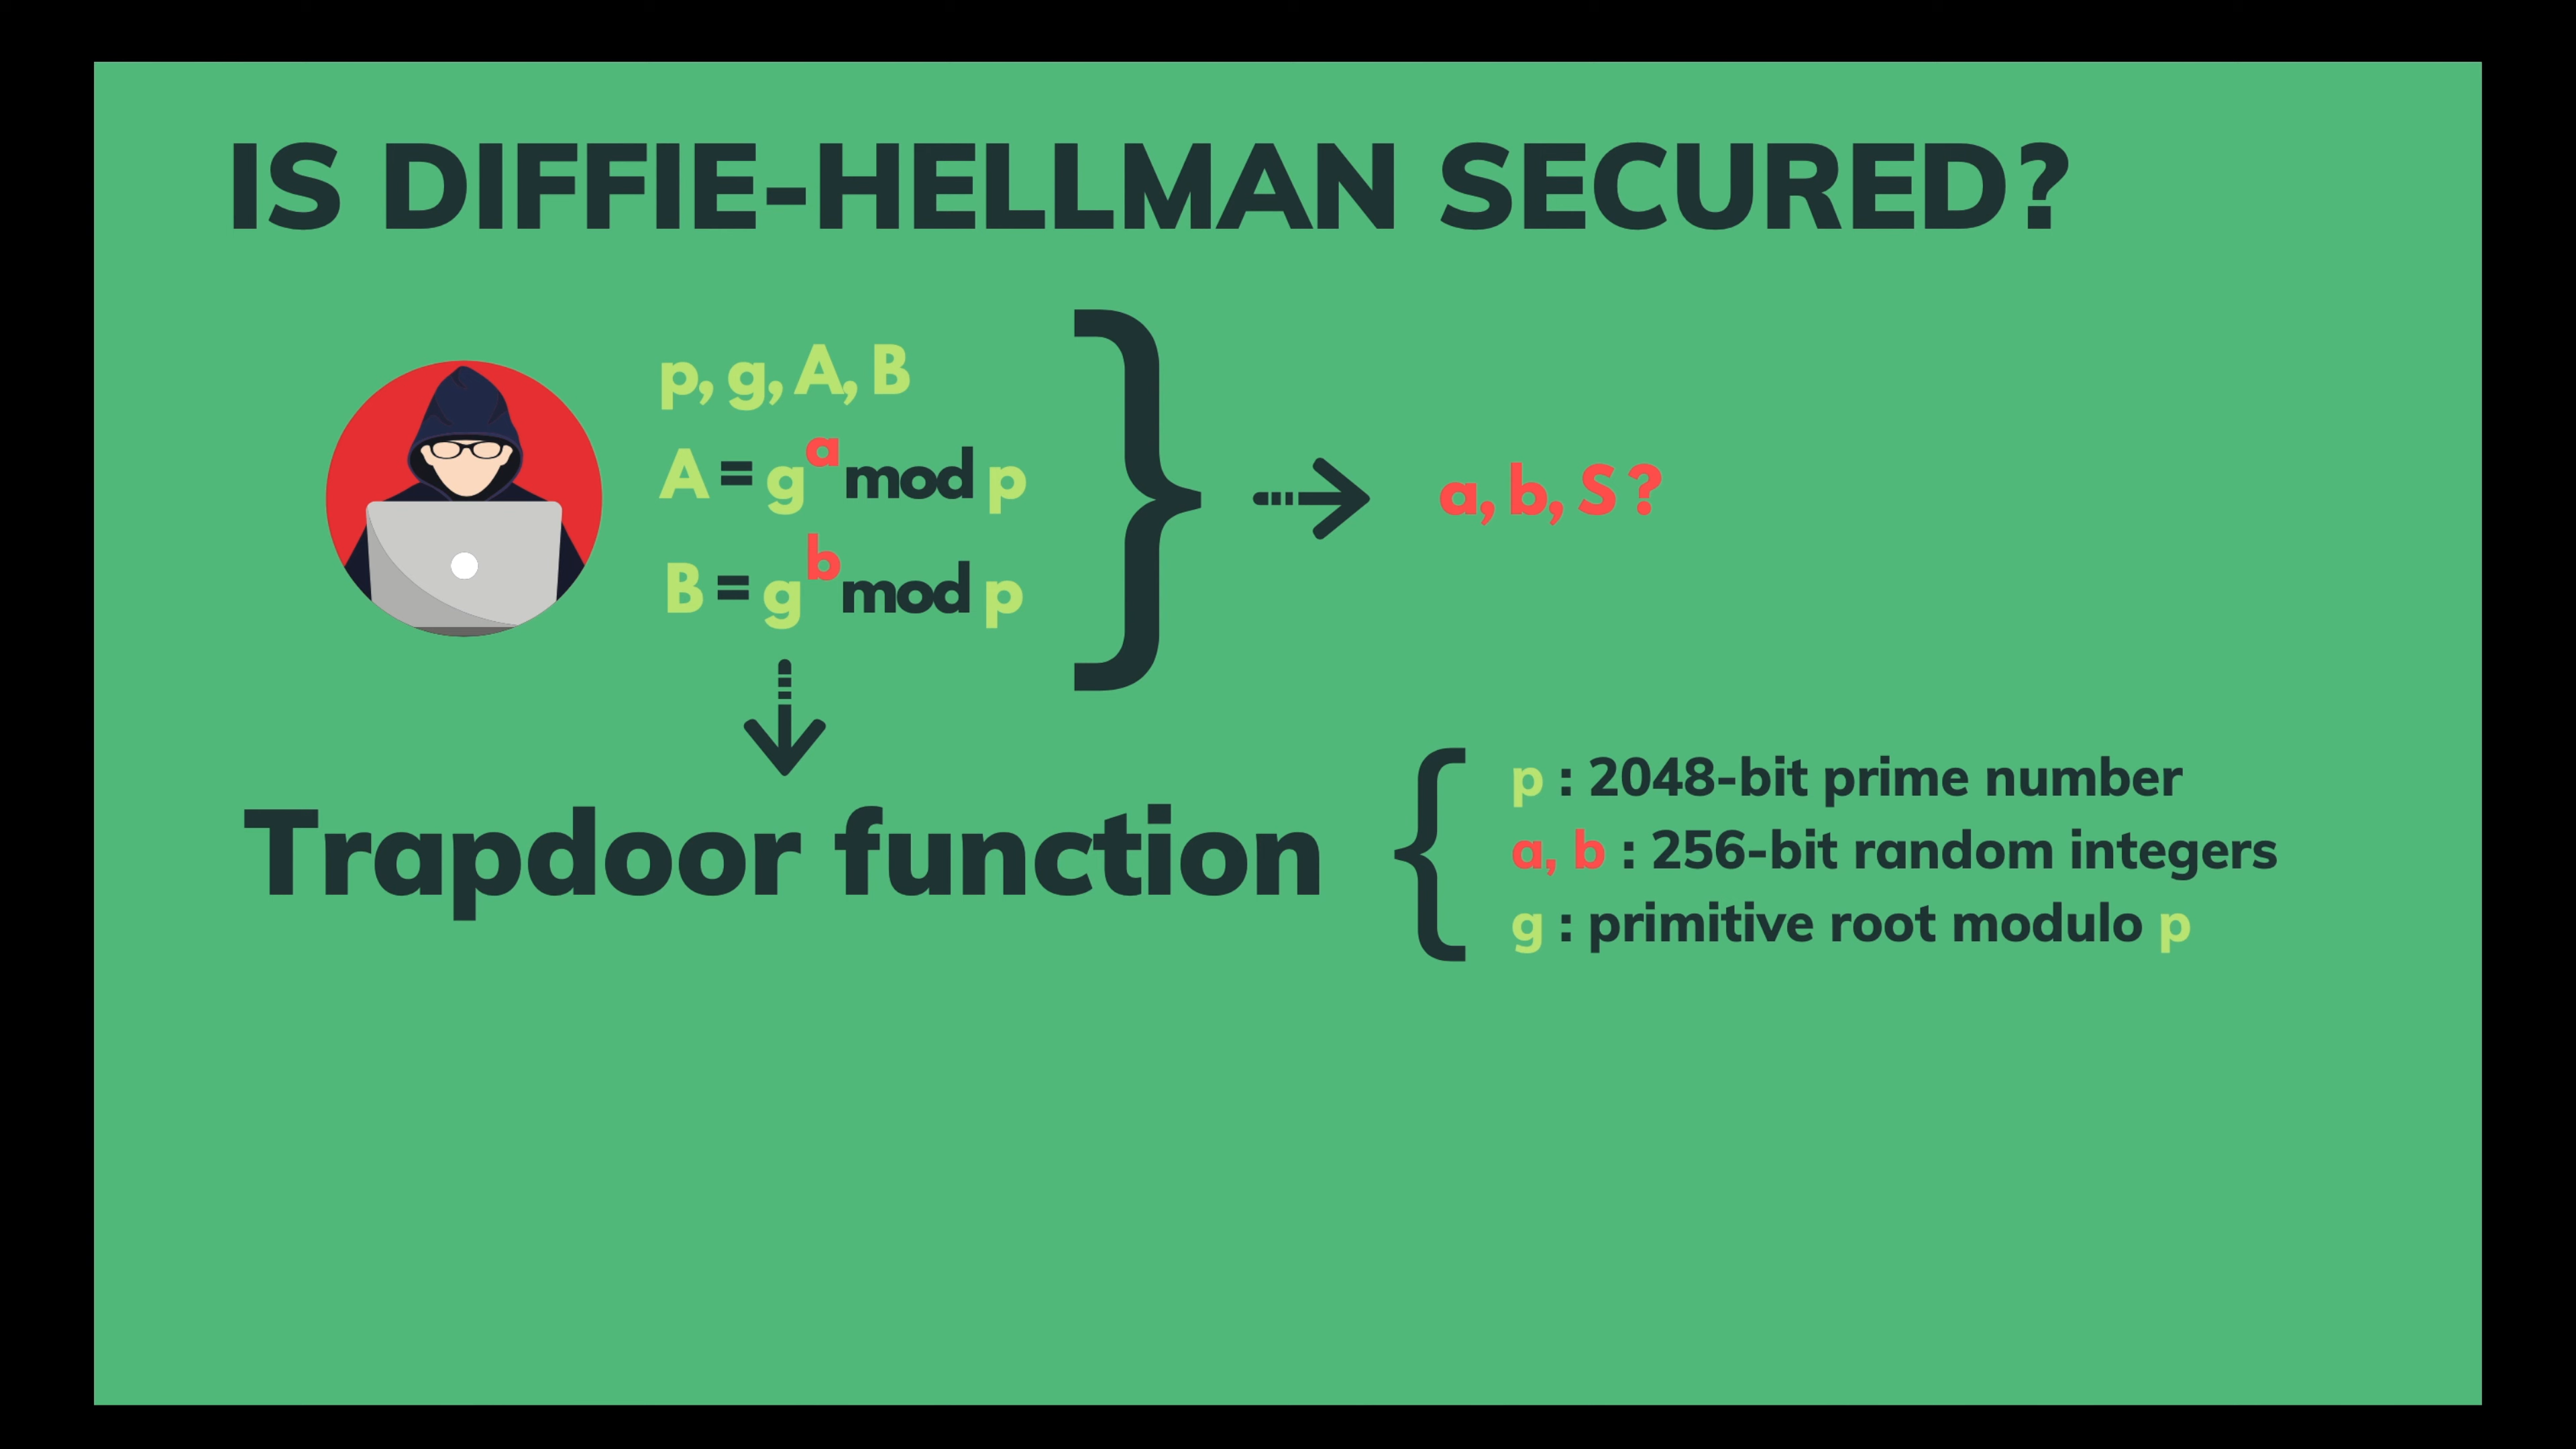 IS DIFFIE-HELLMAN SECURED?
p, g, A, B
A = g^a mod p
B = g^b mod p
a, b, S ?
Trapdoor function
p : 2048-bit prime number
a, b : 256-bit random integers
g : primitive root modulo p